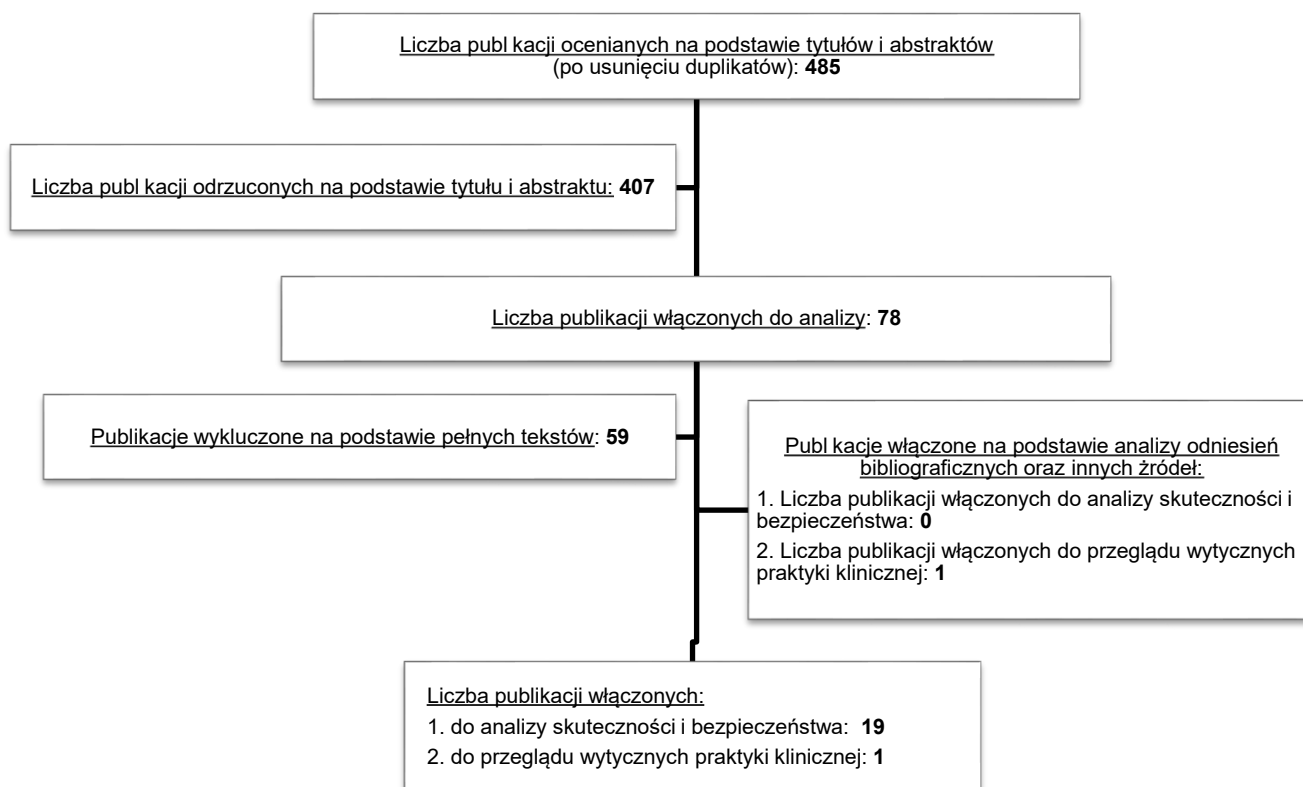 Liczba publ kacji ocenianych na podstawie tytułów i abstraktów
(po usunięciu duplikatów): 485
Liczba publ kacji odrzuconych na podstawie tytułu i abstraktu: 407
Liczba publikacji włączonych do analizy: 78
Publikacje wykluczone na podstawie pełnych tekstów: 59
Publ kacje włączone na podstawie analizy odniesień
bibliograficznych oraz innych żródeł:
1. Liczba publikacji włączonych do analizy skuteczności i
bezpieczeństwa: 0
2. Liczba publikacji włączonych do przeglądu wytycznych
praktyki klinicznej: 1
Liczba publikacji włączonych:
1. do analizy skuteczności i bezpieczeństwa: 19
2. do przeglądu wytycznych praktyki klinicznej: 1